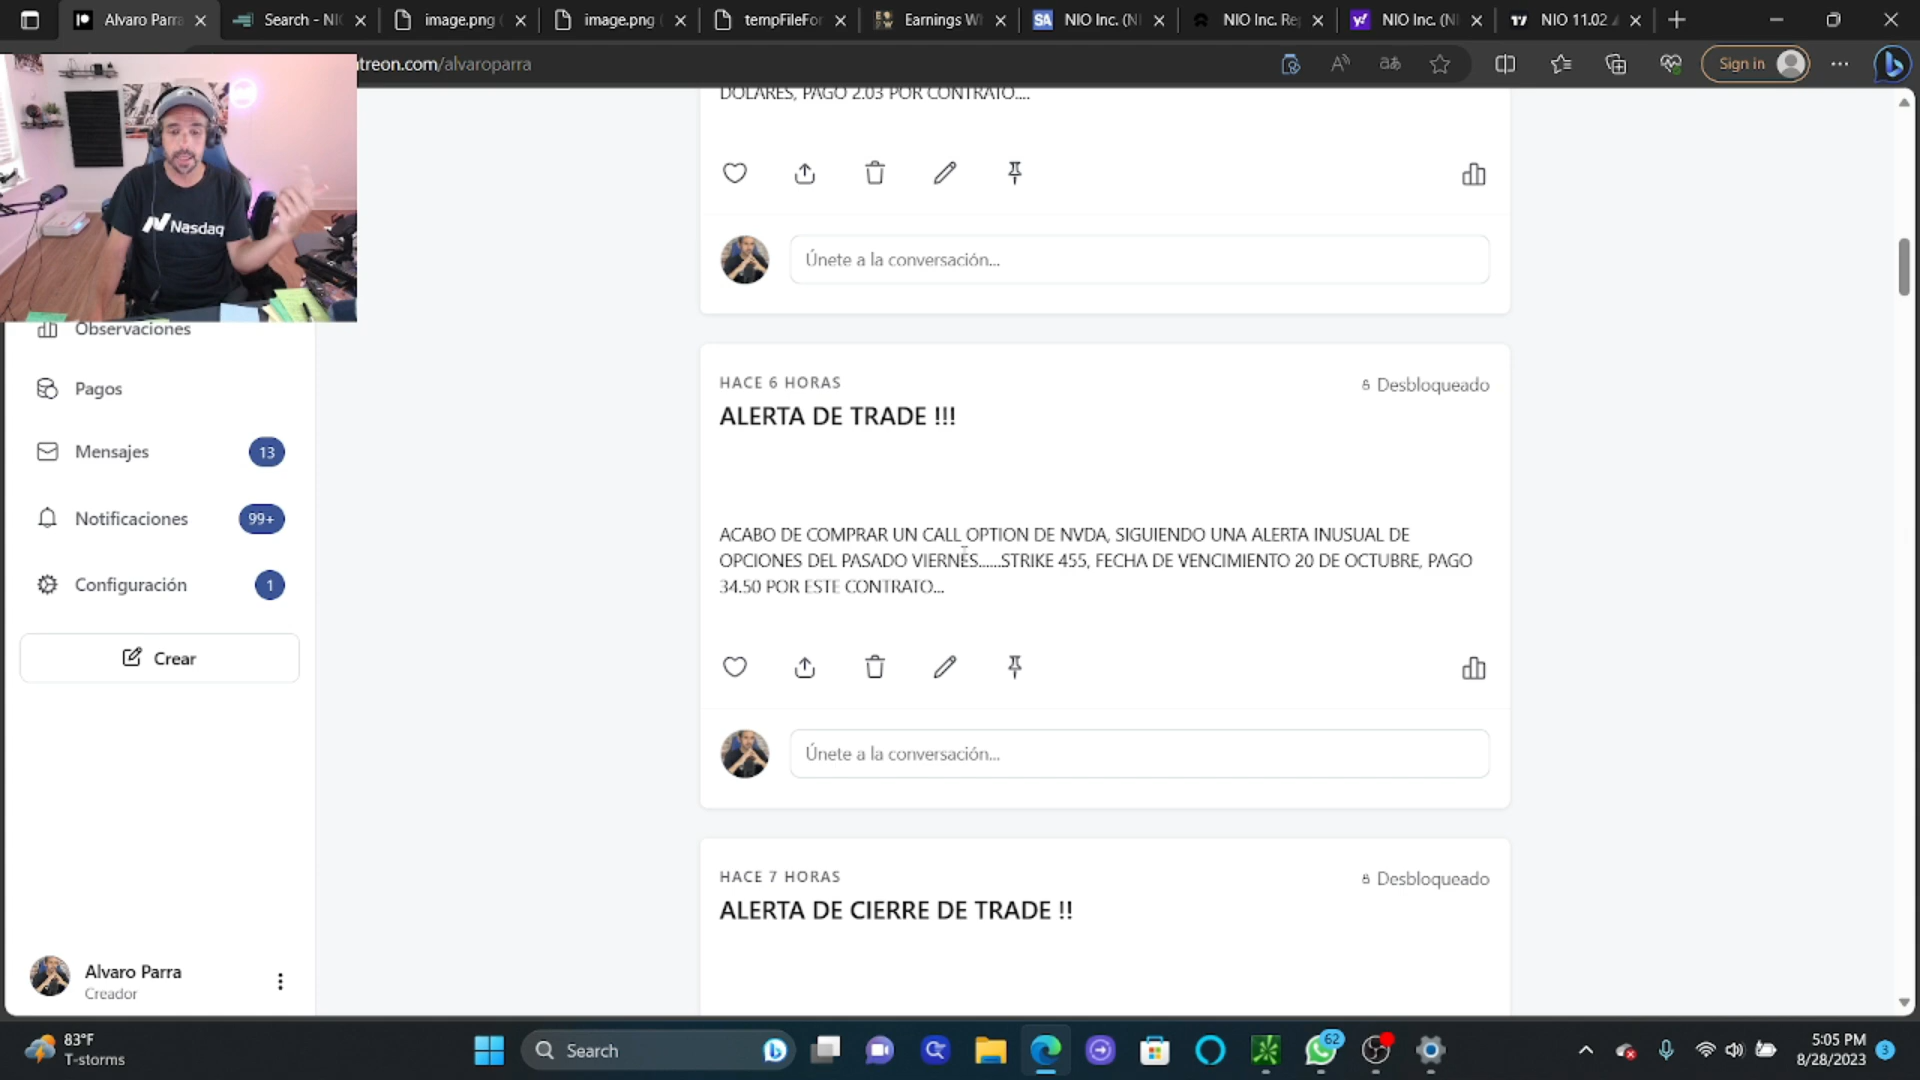 Alvaro Parra
Search - NI
image.png
image.png
tempFileFor
Earnings W
NIO Inc. (NI
NIO Inc. Re
NIO Inc. (NI
NIO 11.02
treon.com/alvaroparra
Sign in
Nasdaq
DOLARES, PAGO 2.03 POR CONTRATO....
Únete a la conversación...
Observaciones
Pagos
Mensajes 13
Notificaciones 99+
Configuración 1
Crear
HACE 6 HORAS
Desbloqueado
ALERTA DE TRADE !!!
ACABO DE COMPRAR UN CALL OPTION DE NVDA, SIGUIENDO UNA ALERTA INUSUAL DE
OPCIONES DEL PASADO VIERNES......STRIKE 455, FECHA DE VENCIMIENTO 20 DE OCTUBRE, PAGO
34.50 POR ESTE CONTRATO...
Únete a la conversación...
HACE 7 HORAS
Desbloqueado
ALERTA DE CIERRE DE TRADE !!
Alvaro Parra
Creador
83°F
T-storms
Search
62
5:05 PM
8/28/2023
3